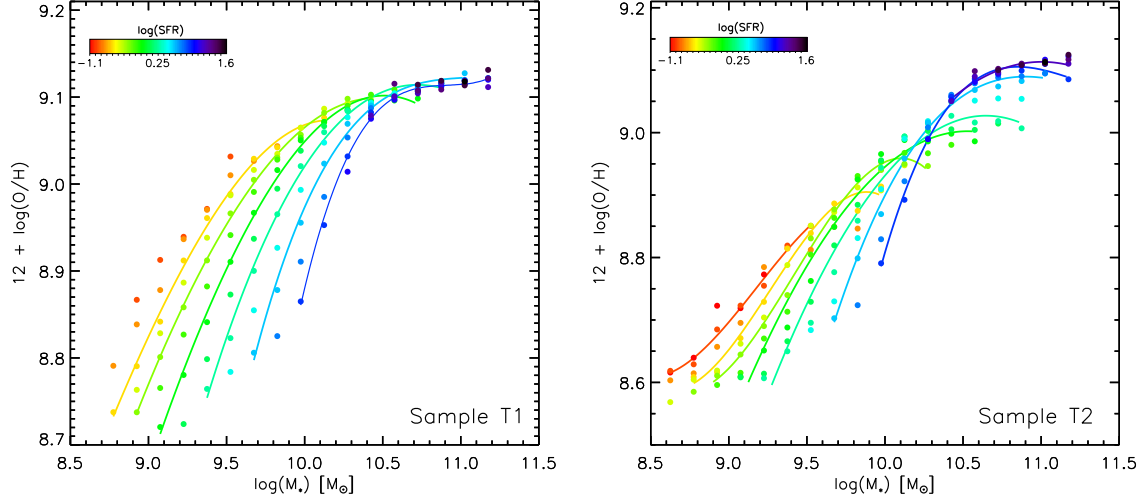 9.2
log(SFR)
−1.1 0.25 1.6
9.1
9.0
8.9
8.8
8.7
12 + log(O/H)
Sample T1
8.5 9.0 9.5 10.0 10.5 11.0 11.5
log(M⋆) [M⊙]
9.2
log(SFR)
−1.1 0.25 1.6
9.0
8.8
8.6
12 + log(O/H)
Sample T2
8.5 9.0 9.5 10.0 10.5 11.0 11.5
log(M⋆) [M⊙]